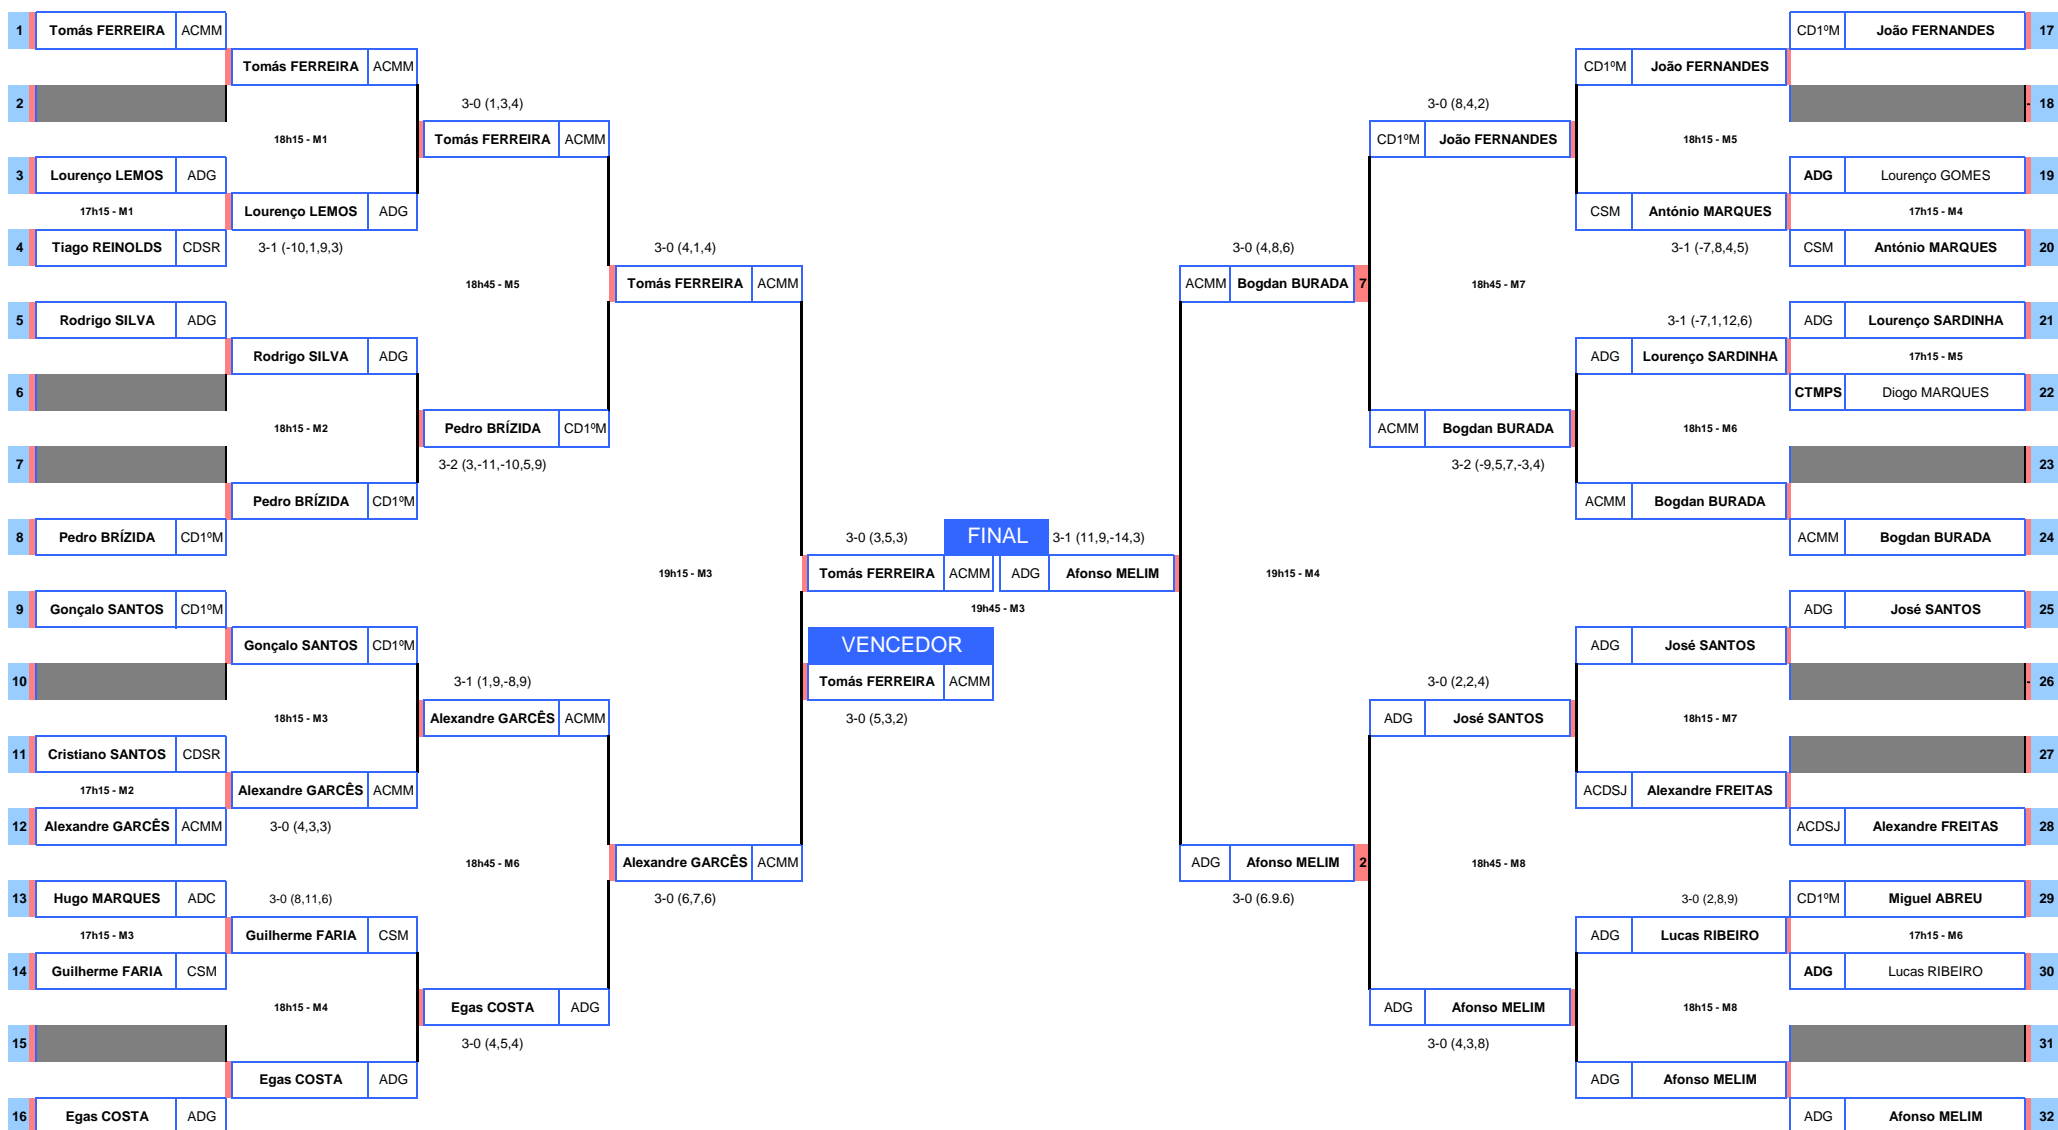 1 Tomás FERREIRA ACMM CD1ºM João FERNANDES 17
Tomás FERREIRA ACMM CD1ºM João FERNANDES
2 3-0 (1,3,4) 3-0 (8,4,2) - 18
18h15 - M1 Tomás FERREIRA ACMM CD1ºM João FERNANDES 18h15 - M5
3 Lourenço LEMOS ADG ADG Lourenço GOMES 19
17h15 - M1 Lourenço LEMOS ADG CSM António MARQUES 17h15 - M4
4 Tiago REINOLDS CDSR 3-1 (-10,1,9,3) 3-0 (4,1,4) 3-0 (4,8,6) 3-1 (-7,8,4,5) CSM António MARQUES 20
18h45 - M5 Tomás FERREIRA ACMM ACMM Bogdan BURADA 7 18h45 - M7
5 Rodrigo SILVA ADG 3-1 (-7,1,12,6) ADG Lourenço SARDINHA 21
Rodrigo SILVA ADG ADG Lourenço SARDINHA 17h15 - M5
6 CTMPS Diogo MARQUES 22
18h15 - M2 Pedro BRÍZIDA CD1ºM ACMM Bogdan BURADA 18h15 - M6
7 3-2 (3,-11,-10,5,9) 3-2 (-9,5,7,-3,4) 23
Pedro BRÍZIDA CD1ºM ACMM Bogdan BURADA
8 Pedro BRÍZIDA CD1ºM 3-0 (3,5,3) FINAL 3-1 (11,9,-14,3) ACMM Bogdan BURADA 24
19h15 - M3 Tomás FERREIRA ACMM ADG Afonso MELIM 19h15 - M4
9 Gonçalo SANTOS CD1ºM 19h45 - M3 ADG José SANTOS 25
Gonçalo SANTOS CD1ºM VENCEDOR ADG José SANTOS
10 3-1 (1,9,-8,9) Tomás FERREIRA ACMM 3-0 (2,2,4) - 26
18h15 - M3 Alexandre GARCÊS ACMM 3-0 (5,3,2) ADG José SANTOS 18h15 - M7
11 Cristiano SANTOS CDSR 27
17h15 - M2 Alexandre GARCÊS ACMM ACDSJ Alexandre FREITAS
12 Alexandre GARCÊS ACMM 3-0 (4,3,3) ACDSJ Alexandre FREITAS 28
18h45 - M6 Alexandre GARCÊS ACMM ADG Afonso MELIM 2 18h45 - M8
13 Hugo MARQUES ADC 3-0 (8,11,6) 3-0 (6,7,6) 3-0 (6.9.6) 3-0 (2,8,9) CD1ºM Miguel ABREU 29
17h15 - M3 Guilherme FARIA CSM ADG Lucas RIBEIRO 17h15 - M6
14 Guilherme FARIA CSM ADG Lucas RIBEIRO 30
18h15 - M4 Egas COSTA ADG ADG Afonso MELIM 18h15 - M8
15 3-0 (4,5,4) 3-0 (4,3,8) 31
Egas COSTA ADG ADG Afonso MELIM
16 Egas COSTA ADG ADG Afonso MELIM 32